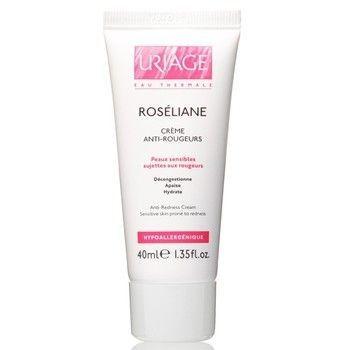 URIAGE
EAU THERMALE
ROSÉLIANE
CRÈME
ANTI-ROUGEURS
Peaux sensibles
sujettes aux rougeurs
Décongestionne
Apaise
Hydrate
Anti-Redness Cream
Sensitive skin prone to redness
HYPOALLERGÉNIQUE
40ml℮ 1.35fl.oz.